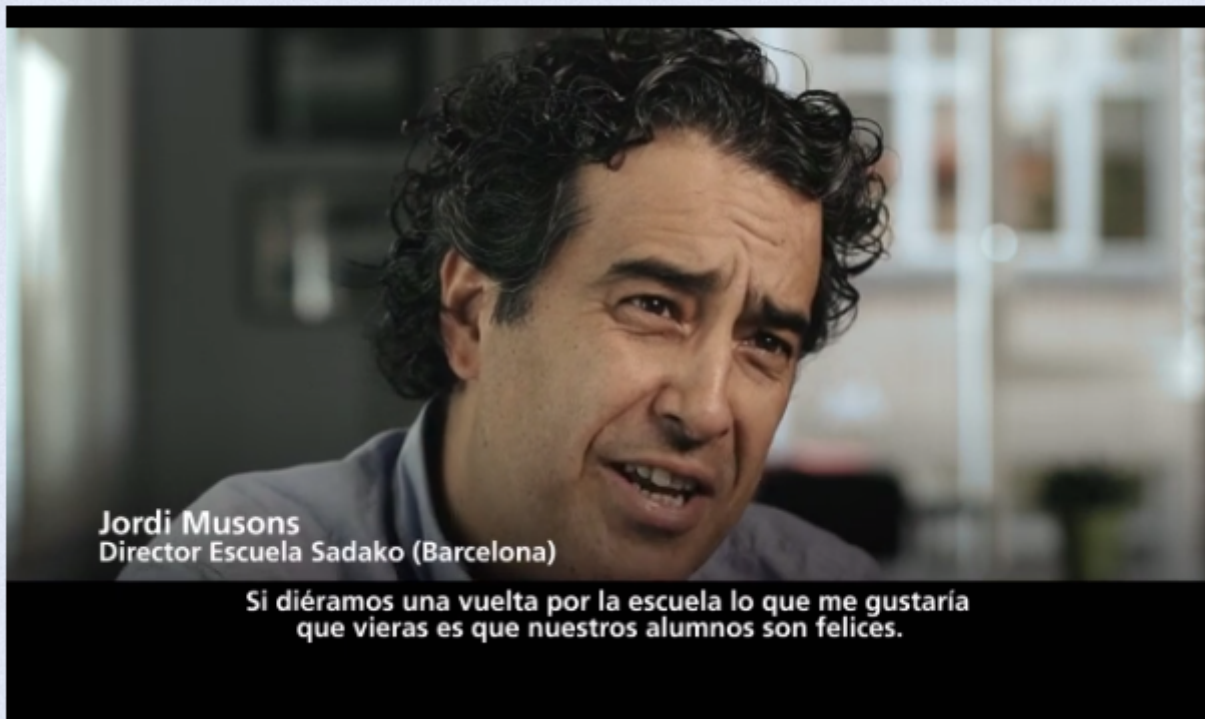 Jordi Musons
Director Escuela Sadako (Barcelona)
Si diéramos una vuelta por la escuela lo que me gustaría
que vieras es que nuestros alumnos son felices.